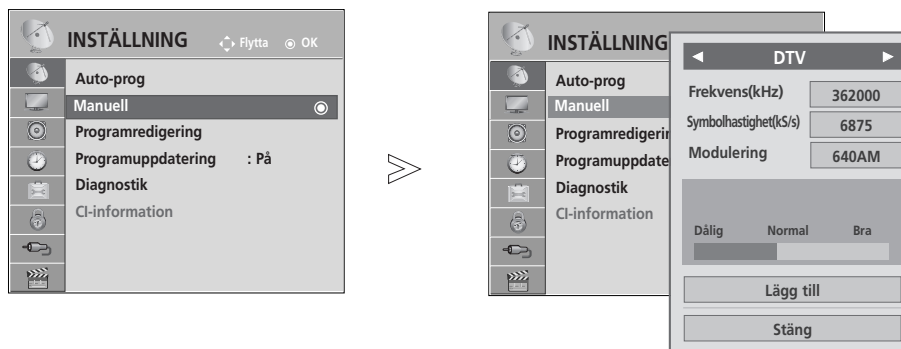 INSTÄLLNING Flytta OK
Auto-prog
Manuell
Programredigering
Programuppdatering : På
Diagnostik
CI-information
INSTÄLLNING
Auto-prog
Manuell
Programredigerin
Programuppdate
Diagnostik
CI-information
DTV
Frekvens(kHz) 362000
Symbolhastighet(kS/s) 6875
Modulering 640AM
Dålig Normal Bra
Lägg till
Stäng